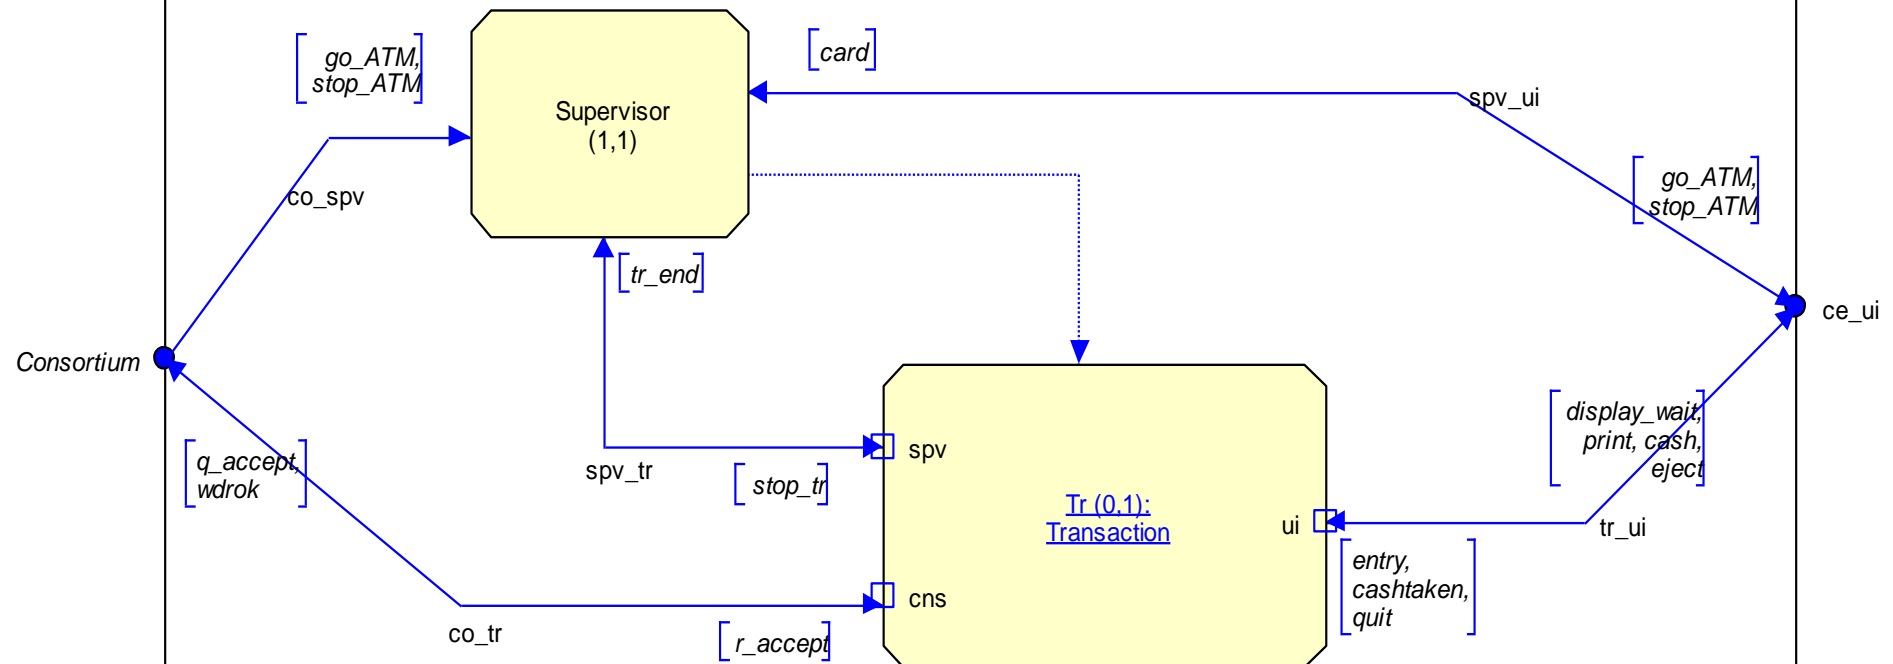 go_ATM,
stop_ATM
card
Supervisor
(1,1)
spv_ui
go_ATM,
stop_ATM
co_spv
tr_end
ce_ui
Consortium
display_wait,
print, cash,
eject
q_accept,
wdrok
spv
spv_tr
stop_tr
Tr (0,1):
Transaction
ui
tr_ui
entry,
cashtaken,
quit
cns
co_tr
r_accept